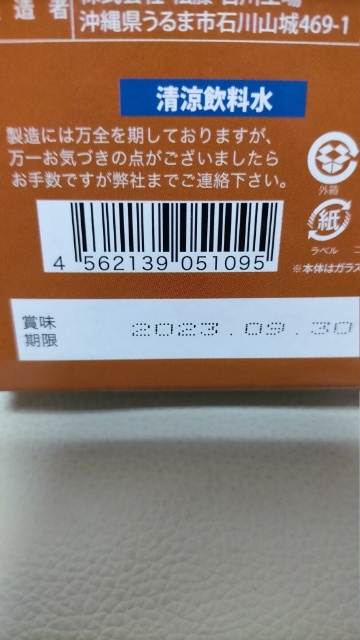 造者
沖縄県うるま市石川山城469-1
清涼飲料水
製造には万全を期しておりますが、
万一お気づきの点がございましたら
お手数ですが弊社までご連絡下さい。
外箱
紙
ラベル
※本体はガラス
4 562139 051095
賞味
期限
2023.09.30